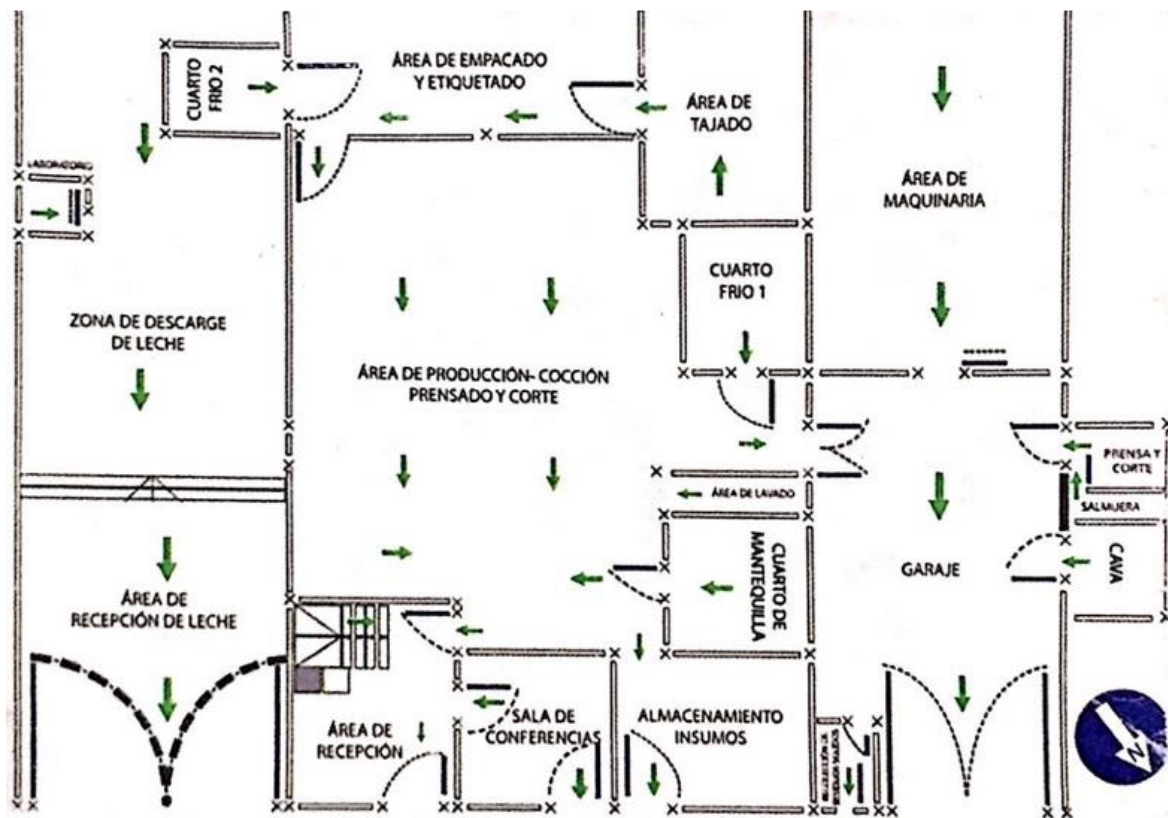 ÁREA DE EMPACADO
Y ETIQUETADO
CUARTO
FRIO 2
ÁREA DE
TAJADO
LABORATORIO
ÁREA DE
MAQUINARIA
CUARTO
FRIO 1
ZONA DE DESCARGE
DE LECHE
ÁREA DE PRODUCCIÓN- COCCIÓN
PRENSADO Y CORTE
PRENSA Y
CORTE
ÁREA DE LAVADO
SALMUERA
CUARTO DE
MANTEQUILLA
GARAJE
CAVA
ÁREA DE
RECEPCIÓN DE LECHE
ÁREA DE
RECEPCIÓN
SALA DE
CONFERENCIAS
ALMACENAMIENTO
INSUMOS
N